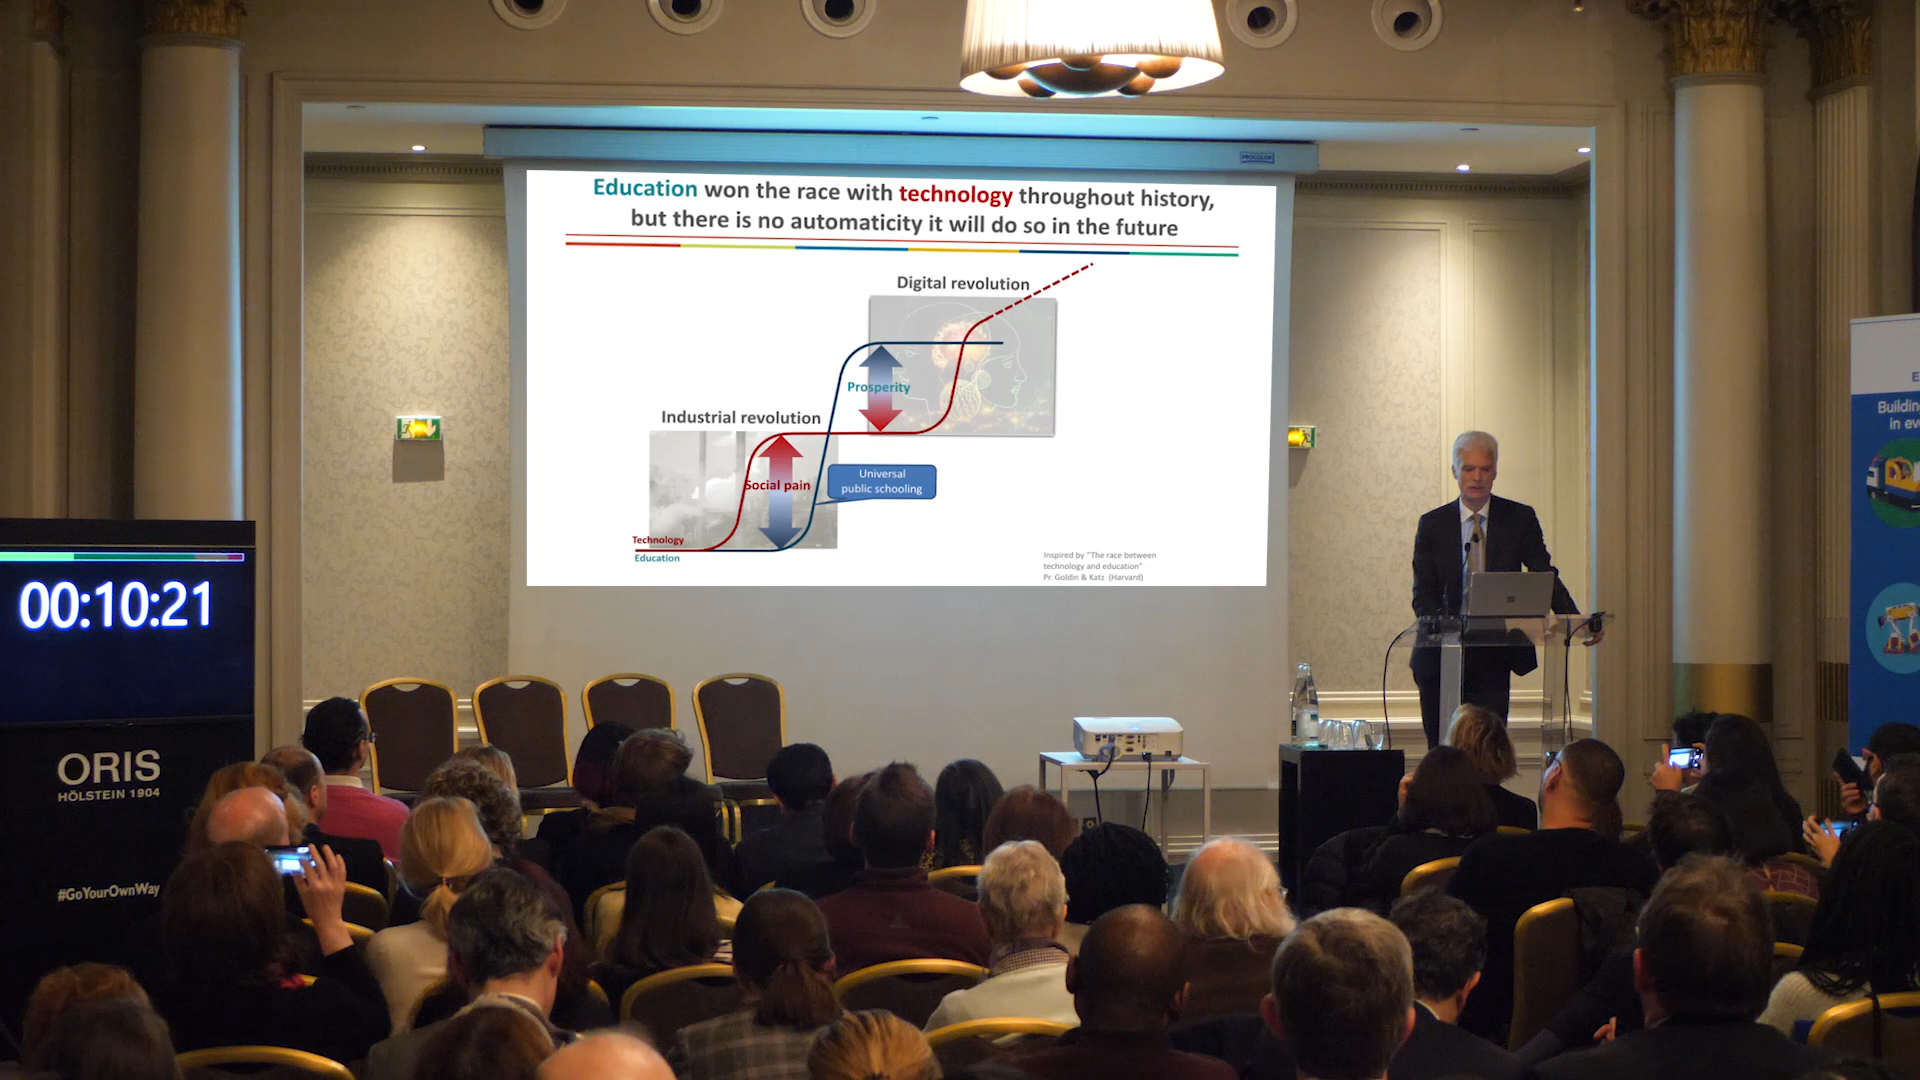 PROCOLOR
Education won the race with technology throughout history,
but there is no automaticity it will do so in the future
Digital revolution
Prosperity
Industrial revolution
Social pain
Universal
public schooling
Technology
Education
Inspired by "The race between
technology and education"
Pr. Goldin & Katz (Harvard)
00:10:21
ORIS
HÖLSTEIN 1904
#GoYourOwnWay
E
Buildin
in ev